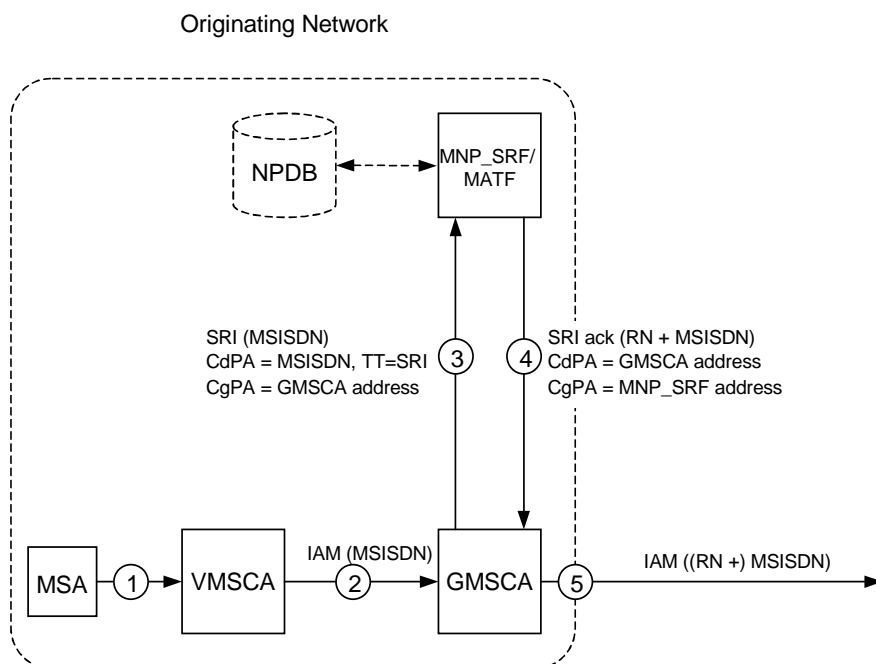 Originating Network
NPDB
MNP_SRF/
MATF
SRI (MSISDN)
CdPA = MSISDN, TT=SRI
CgPA = GMSCA address
3
4
SRI ack (RN + MSISDN)
CdPA = GMSCA address
CgPA = MNP_SRF address
MSA
1
VMSCA
IAM (MSISDN)
2
GMSCA
5
IAM ((RN +) MSISDN)